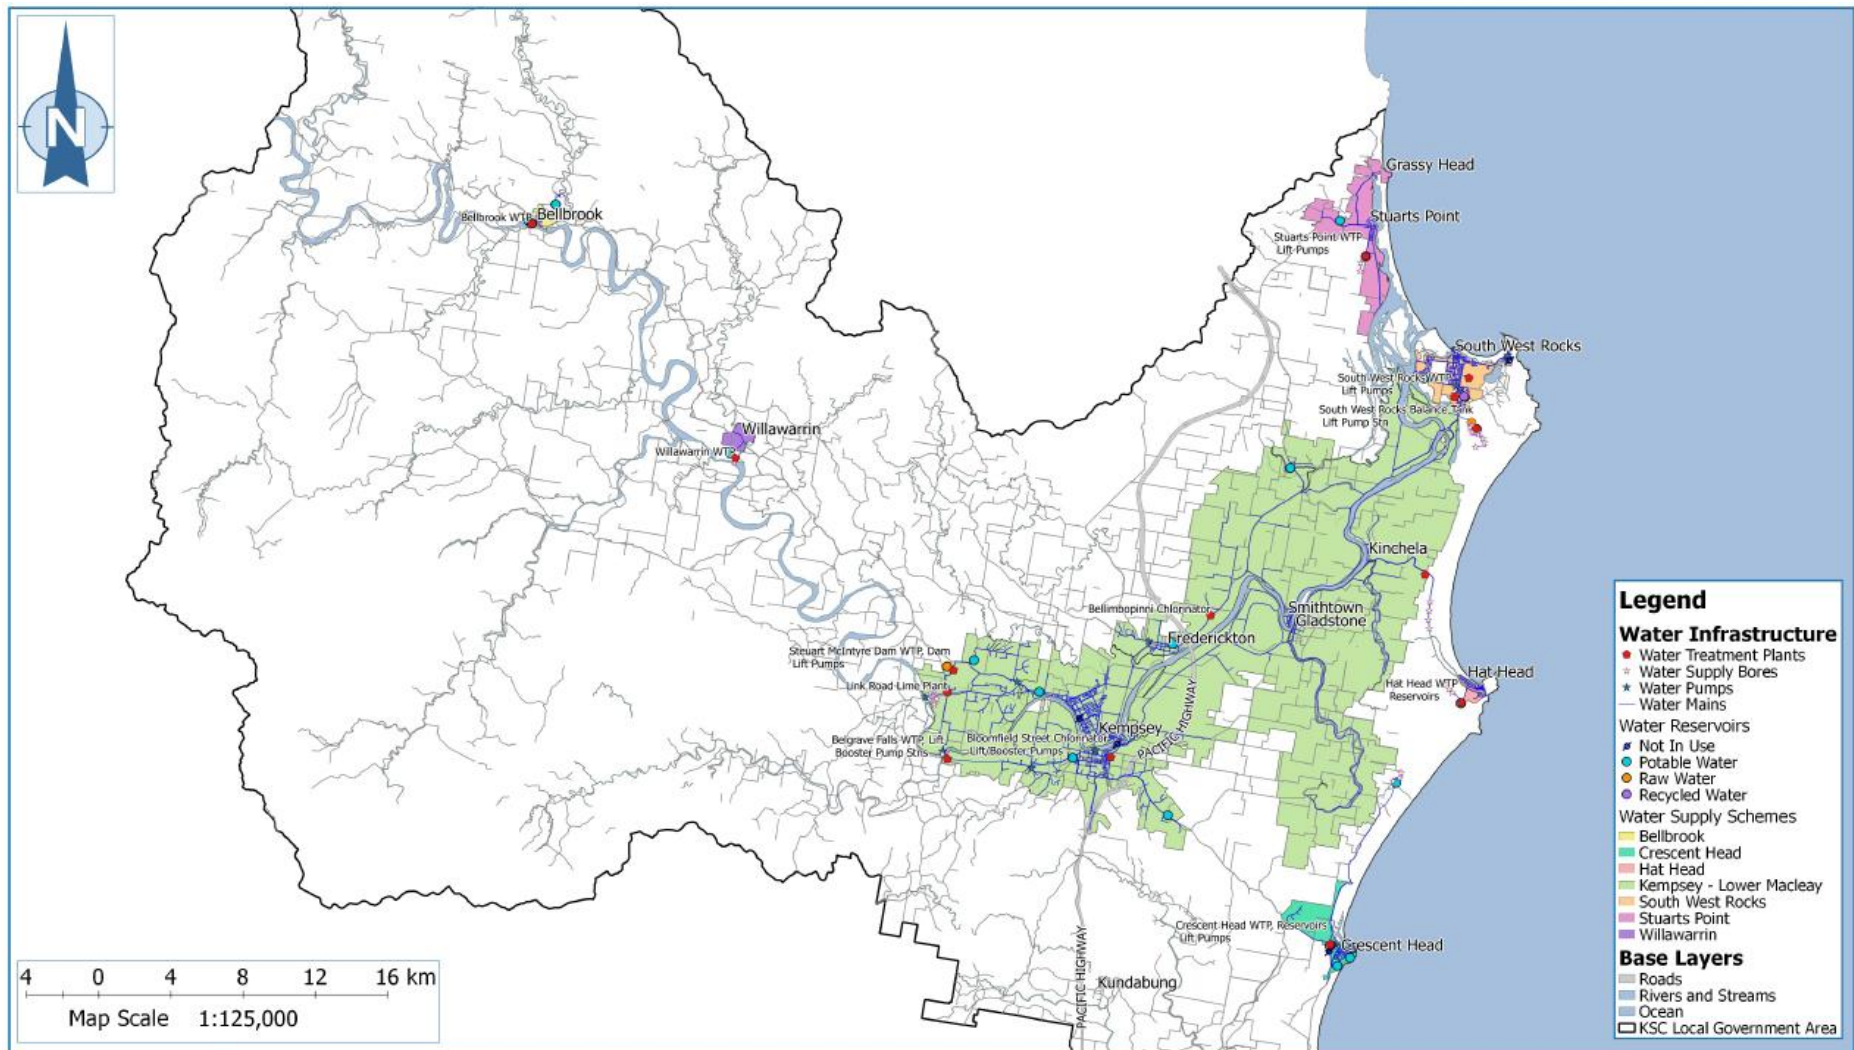 N
Grassy Head
Stuarts Point
Stuarts Point WTP
Lift Pumps
Bellbrook WTP
Bellbrook
South West Rocks
South West Rocks WTP
Lift Pumps
South West Rocks Balance Tank
Lift Pump Stn
Willawarrin
Willawarrin WTP
Kinchela
Bellimbopinni Chlorinator
Smithtown
Gladstone
Frederickton
Steuart McIntyre Dam WTP, Dam
Lift Pumps
Link Road Lime Plant
Hat Head
Hat Head WTP
Reservoirs
Kempsey
PACIFIC HIGHWAY
Belgrave Falls WTP, Lift
Booster Pump Stns
Bloomfield Street Chlorinator
Lift/Booster Pumps
Crescent Head WTP, Reservoirs
Lift Pumps
Crescent Head
PACIFIC HIGHWAY
Kundabung
4 0 4 8 12 16 km
Map Scale 1:125,000
Legend
Water Infrastructure
Water Treatment Plants
Water Supply Bores
Water Pumps
Water Mains
Water Reservoirs
Not In Use
Potable Water
Raw Water
Recycled Water
Water Supply Schemes
Bellbrook
Crescent Head
Hat Head
Kempsey - Lower Macleay
South West Rocks
Stuarts Point
Willawarrin
Base Layers
Roads
Rivers and Streams
Ocean
KSC Local Government Area